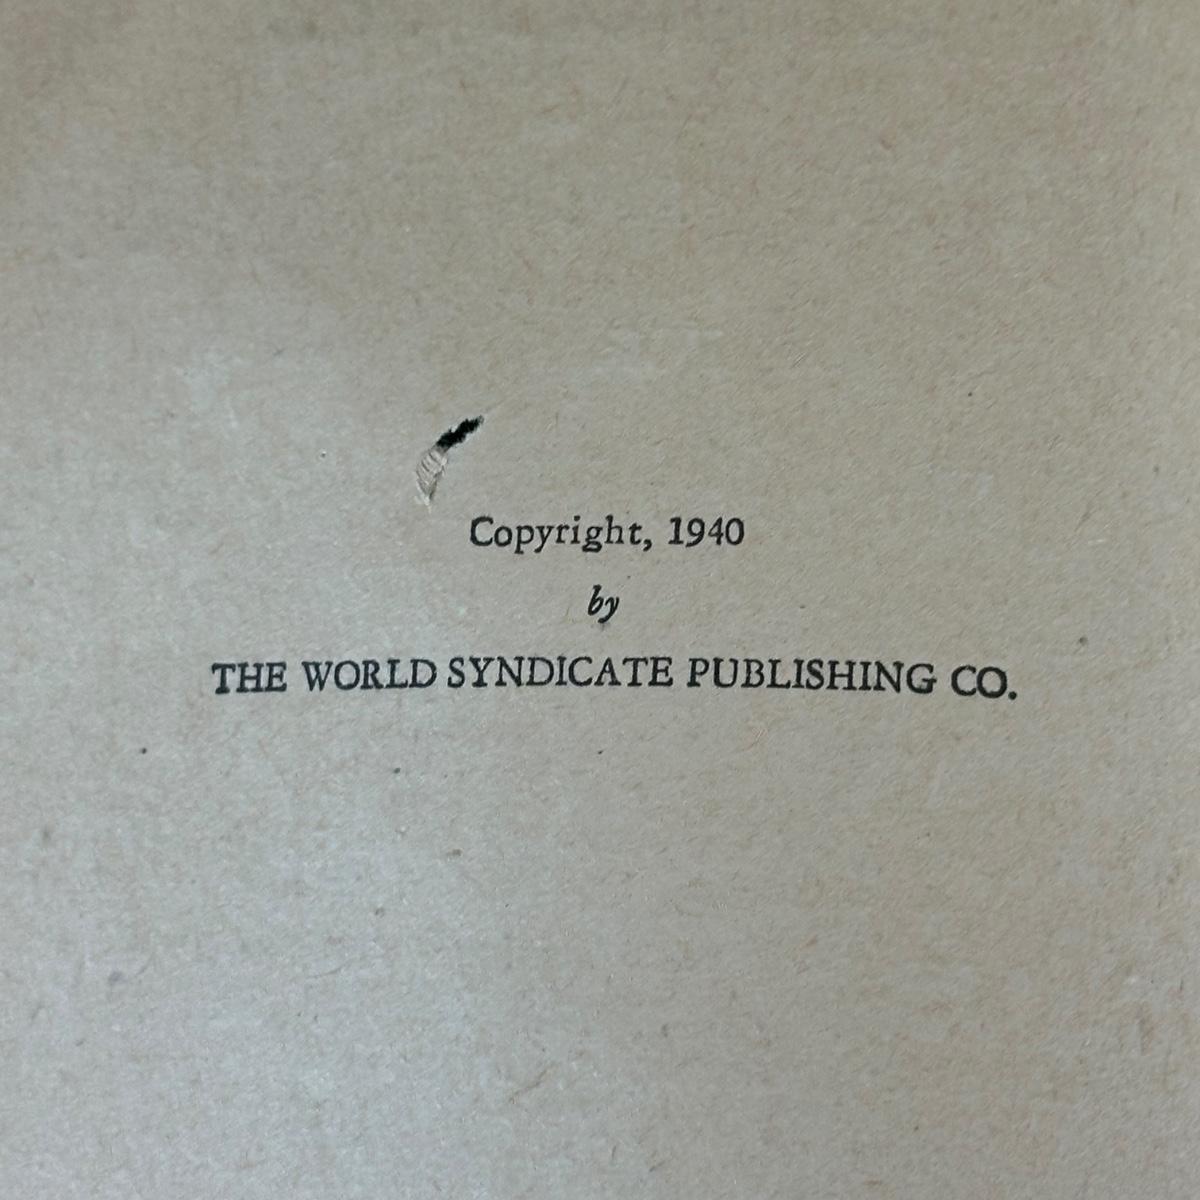 Copyright, 1940
by
THE WORLD SYNDICATE PUBLISHING CO.